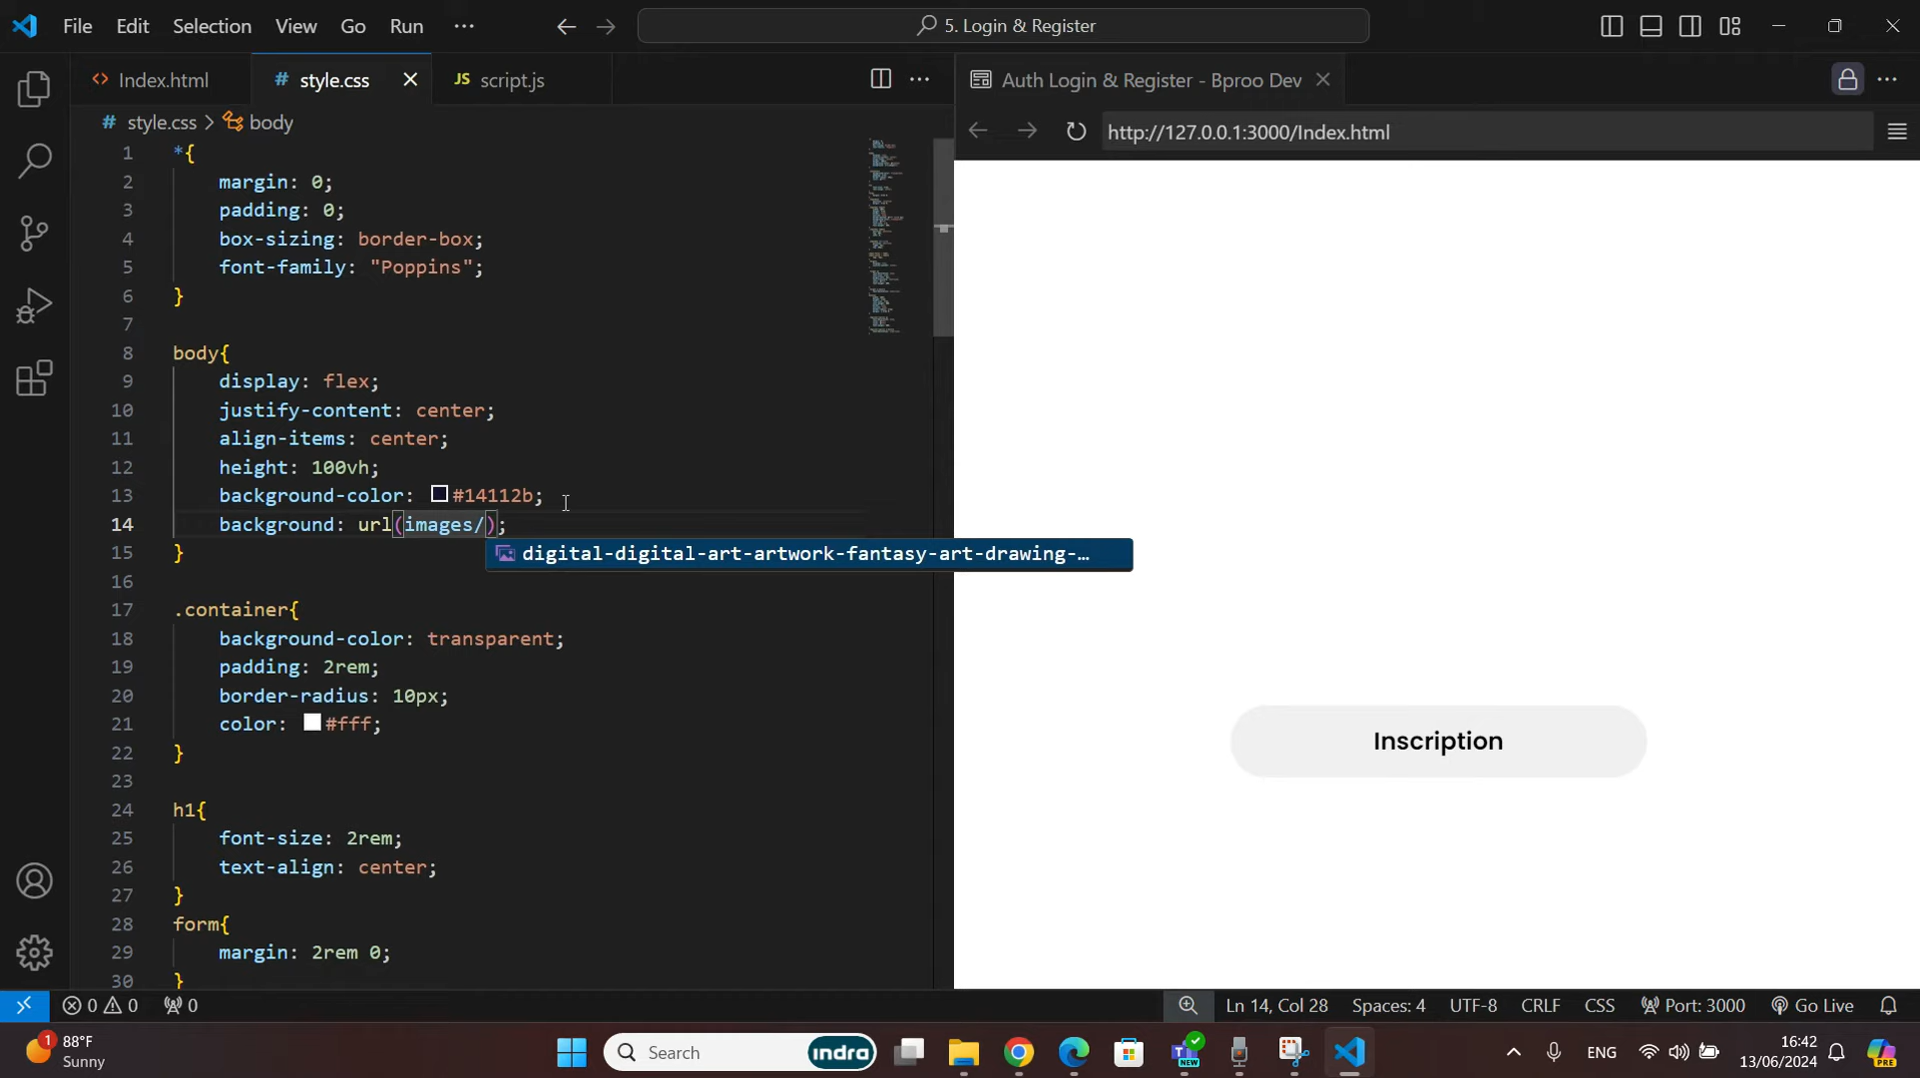 File Edit Selection View Go Run ··· 5. Login & Register
Index.html # style.css JS script.js
Auth Login & Register - Bproo Dev
# style.css > body
http://127.0.0.1:3000/Index.html
1 *{
2 margin: 0;
3 padding: 0;
4 box-sizing: border-box;
5 font-family: "Poppins";
6 }
7
8 body{
9 display: flex;
10 justify-content: center;
11 align-items: center;
12 height: 100vh;
13 background-color: #14112b;
14 background: url(images/);
digital-digital-art-artwork-fantasy-art-drawing-…
15 }
16
17 .container{
18 background-color: transparent;
19 padding: 2rem;
20 border-radius: 10px;
21 color: #fff;
22 }
23
24 h1{
25 font-size: 2rem;
26 text-align: center;
27 }
28 form{
29 margin: 2rem 0;
30 }
Inscription
0 0 0 Ln 14, Col 28 Spaces: 4 UTF-8 CRLF CSS Port: 3000 Go Live
1 88°F
Sunny
Search indra
NEW
ENG
16:42
13/06/2024
PRE